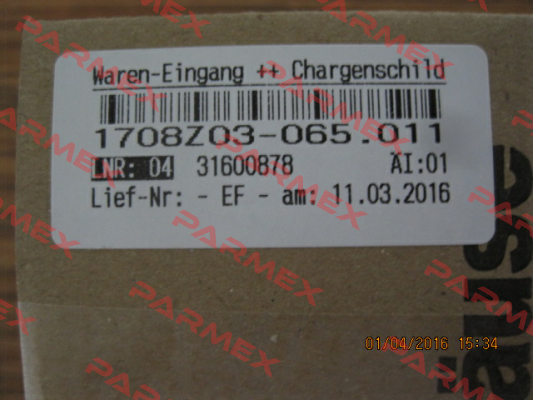 Waren-Eingang ++ Chargenschild
1708Z03-065.011
LNR: 04 31600878 AI:01
Lief-Nr: - EF - am: 11.03.2016
01/04/2016 15:34
PARMEX